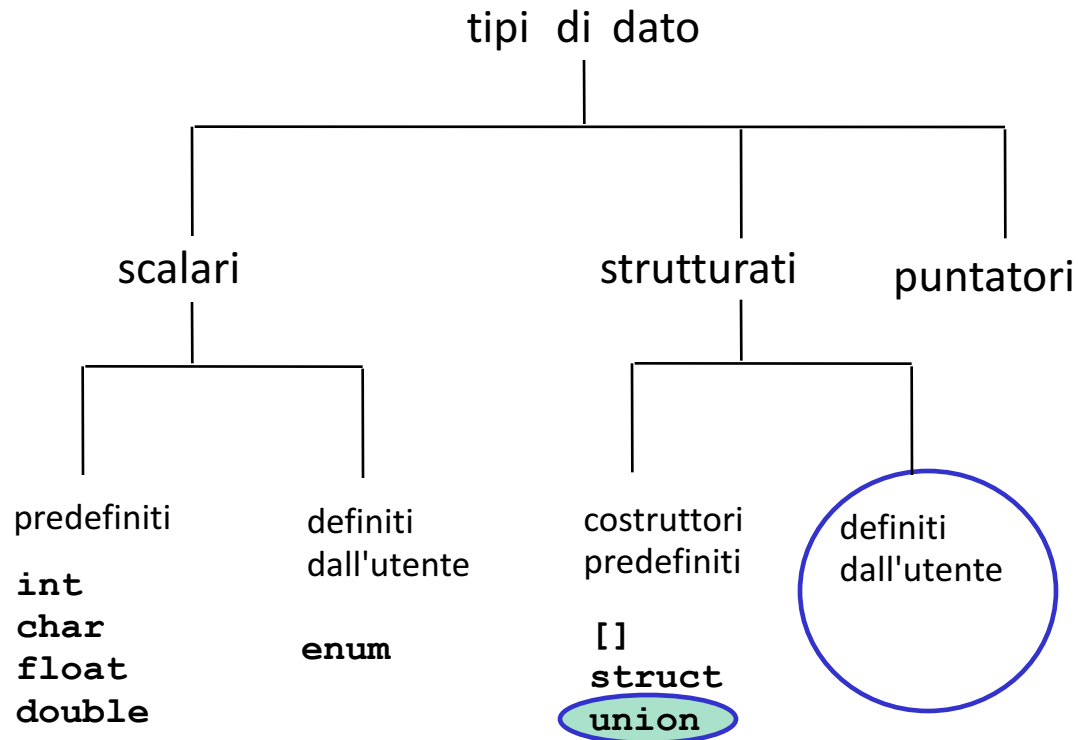 tipi di dato
scalari
strutturati
puntatori
predefiniti
int
char
float
double
definiti
dall'utente
enum
costruttori
predefiniti
[]
struct
union
definiti
dall'utente